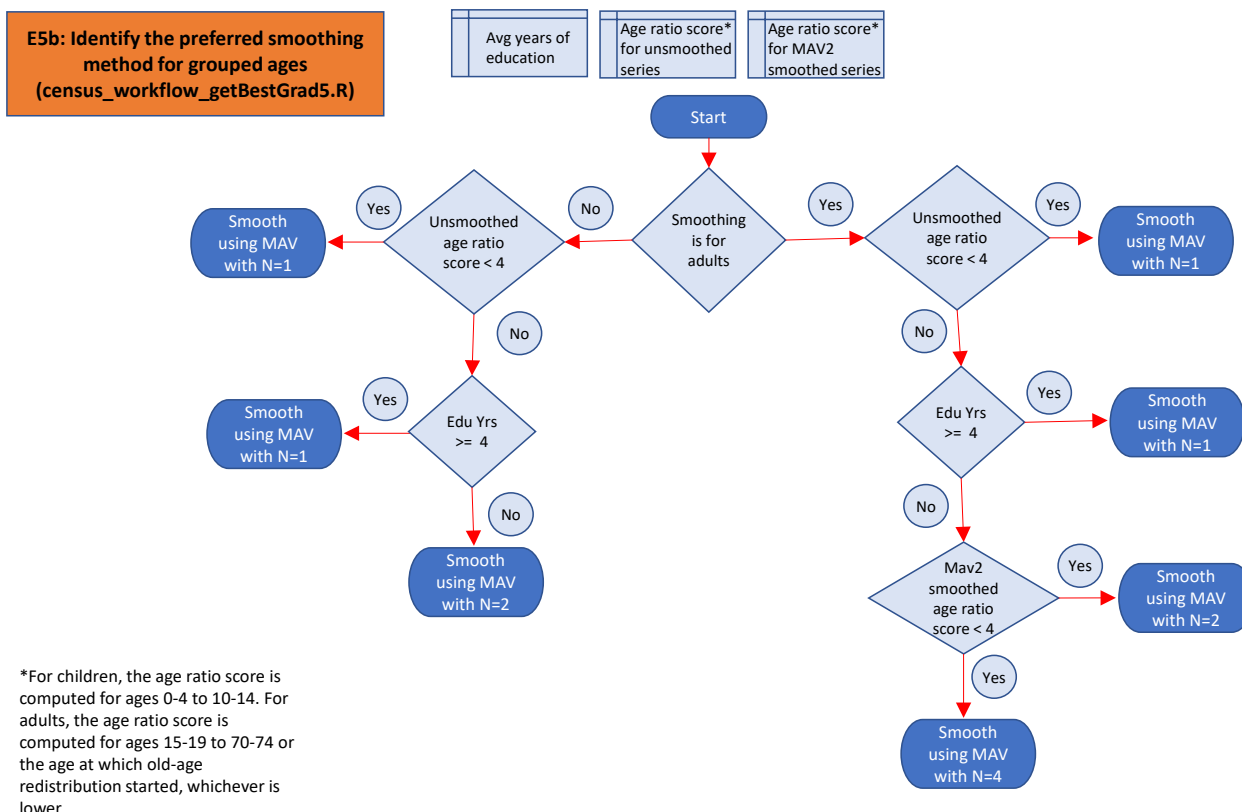 E5b: Identify the preferred smoothing
method for grouped ages
(census_workflow_getBestGrad5.R)
Avg years of
education
Age ratio score*
for unsmoothed
series
Age ratio score*
for MAV2
smoothed series
Start
Smoothing
is for
adults
No
Yes
Unsmoothed
age ratio
score < 4
Yes
Smooth
using MAV
with N=1
No
Edu Yrs
>= 4
Yes
Smooth
using MAV
with N=1
No
Smooth
using MAV
with N=2
Unsmoothed
age ratio
score < 4
Yes
Smooth
using MAV
with N=1
No
Edu Yrs
>= 4
Yes
Smooth
using MAV
with N=1
No
Mav2
smoothed
age ratio
score < 4
Yes
Smooth
using MAV
with N=2
Yes
Smooth
using MAV
with N=4
*For children, the age ratio score is
computed for ages 0-4 to 10-14. For
adults, the age ratio score is
computed for ages 15-19 to 70-74 or
the age at which old-age
redistribution started, whichever is
lower